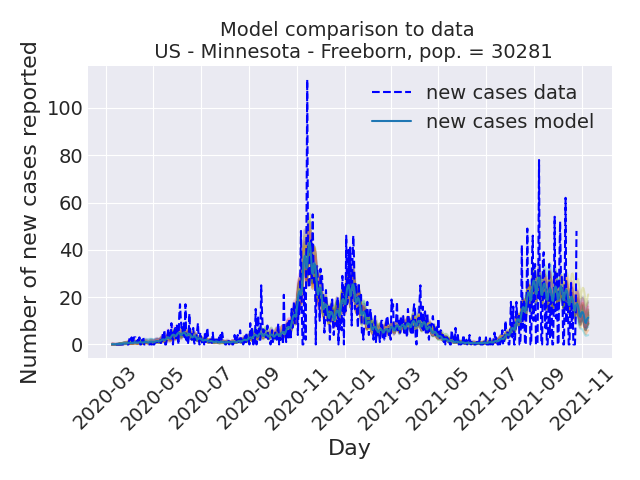 Model comparison to data
US - Minnesota - Freeborn, pop. = 30281
Number of new cases reported
100
80
60
40
20
0
new cases data
new cases model
2020-03
2020-05
2020-07
2020-09
2020-11
2021-01
2021-03
2021-05
2021-07
2021-09
2021-11
Day